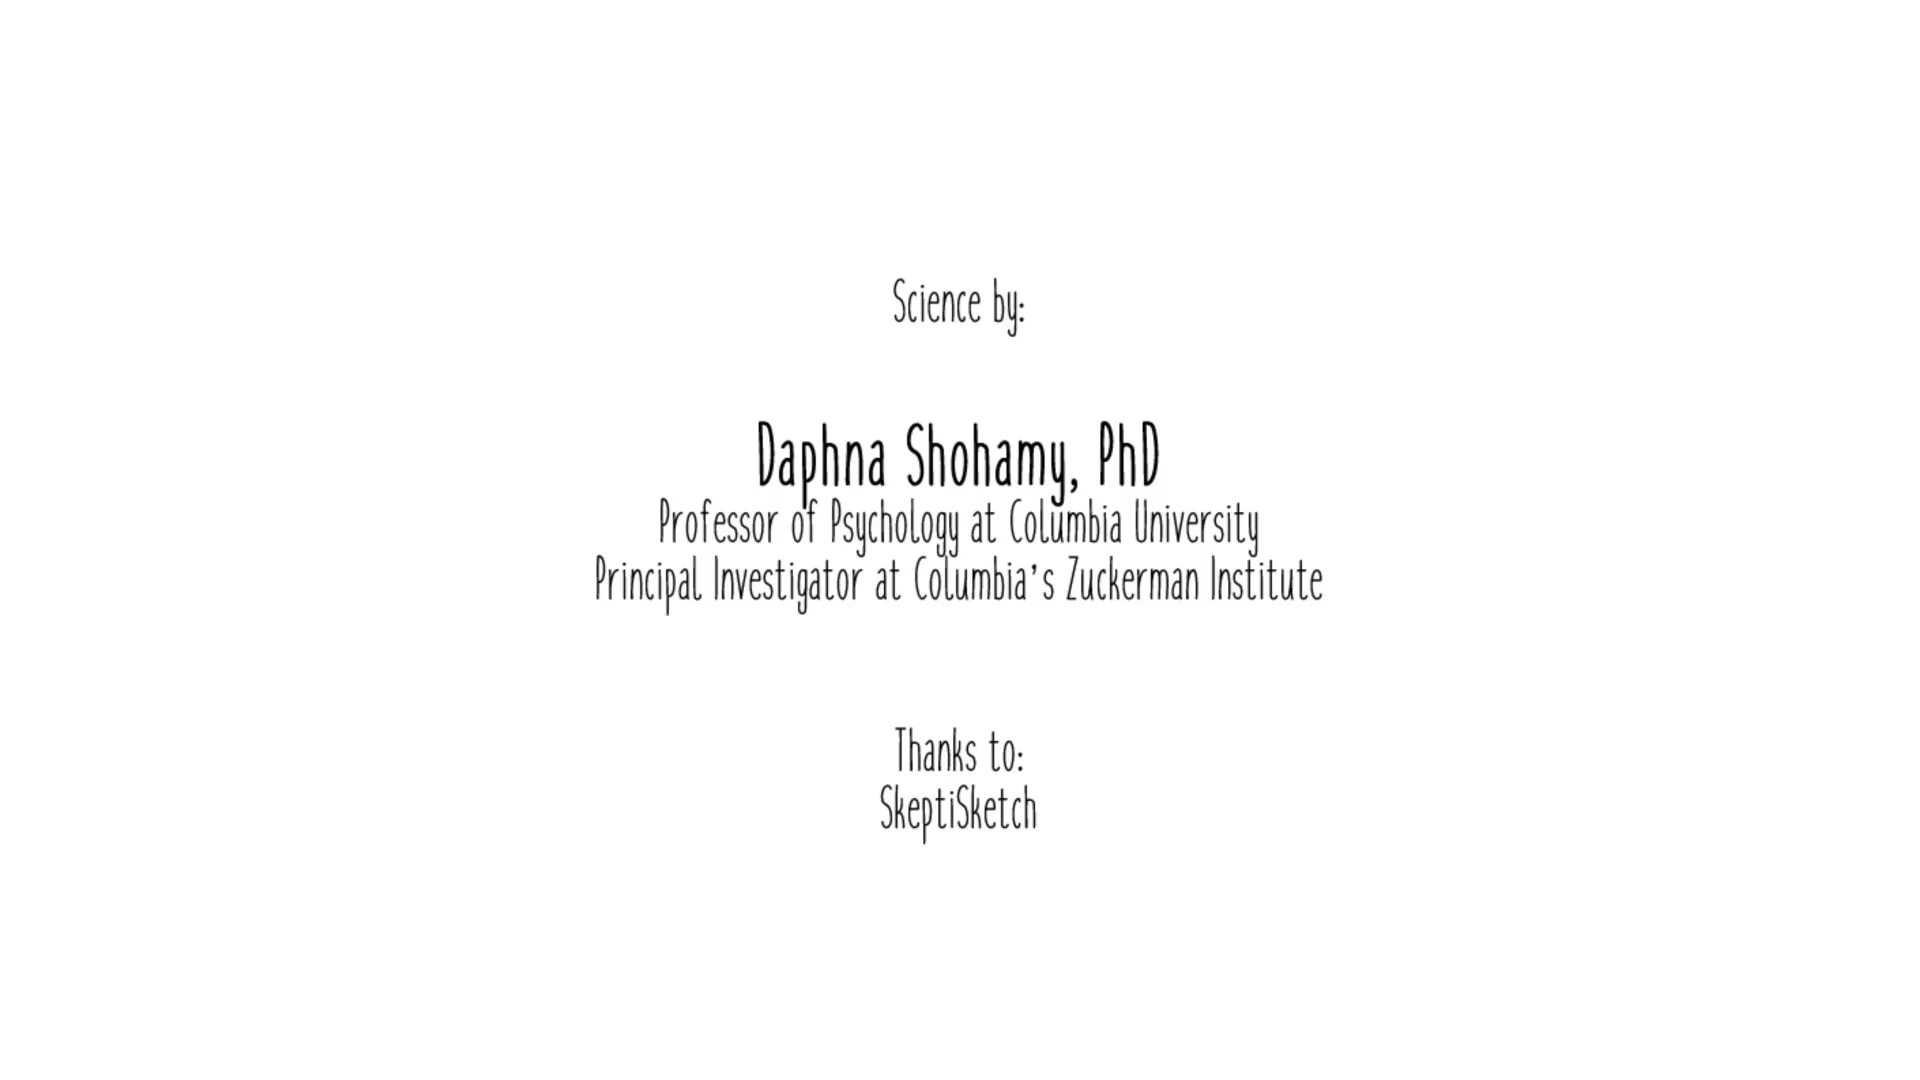 Science by:
Daphna Shohamy, PhD
Professor of Psychology at Columbia University
Principal Investigator at Columbia's Zuckerman Institute
Thanks to:
SkeptiSketch